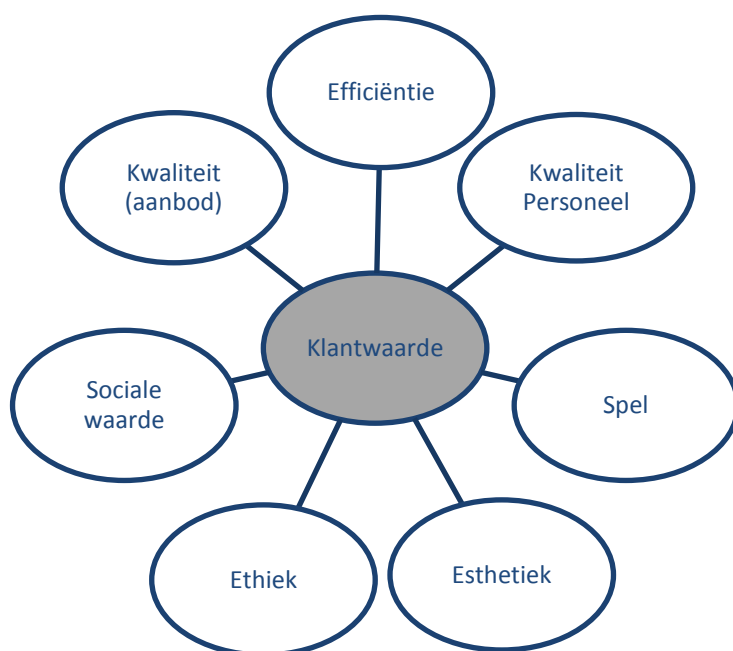 Efficiëntie
Kwaliteit
(aanbod)
Kwaliteit
Personeel
Klantwaarde
Sociale
waarde
Spel
Ethiek
Esthetiek